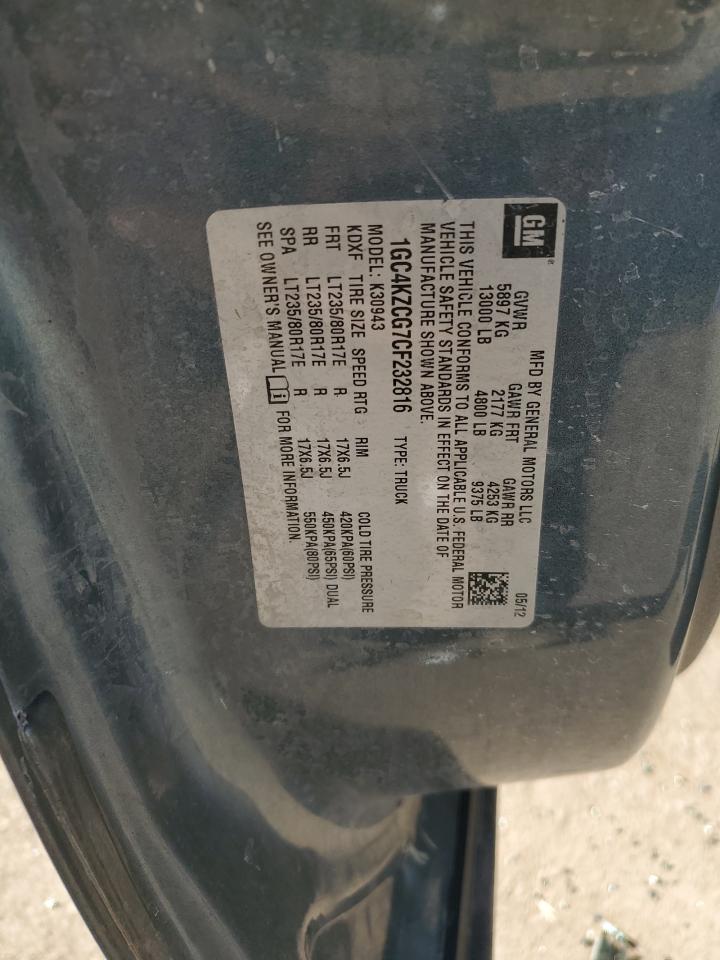 GM
®
MFD BY GENERAL MOTORS LLC 05/12
GVWR GAWR FRT GAWR RR
5897 KG 2177 KG 4253 KG
13000 LB 4800 LB 9375 LB
THIS VEHICLE CONFORMS TO ALL APPLICABLE U.S. FEDERAL MOTOR
VEHICLE SAFETY STANDARDS IN EFFECT ON THE DATE OF
MANUFACTURE SHOWN ABOVE.
1GC4KZCG7CF232816 TYPE: TRUCK
MODEL: K30943
KDXF TIRE SIZE SPEED RTG RIM COLD TIRE PRESSURE
FRT LT235/80R17E R 17X6.5J 420KPA(60PSI)
RR LT235/80R17E R 17X6.5J 450KPA(65PSI) DUAL
SPA LT235/80R17E R 17X6.5J 550KPA(80PSI)
SEE OWNER'S MANUAL FOR MORE INFORMATION.